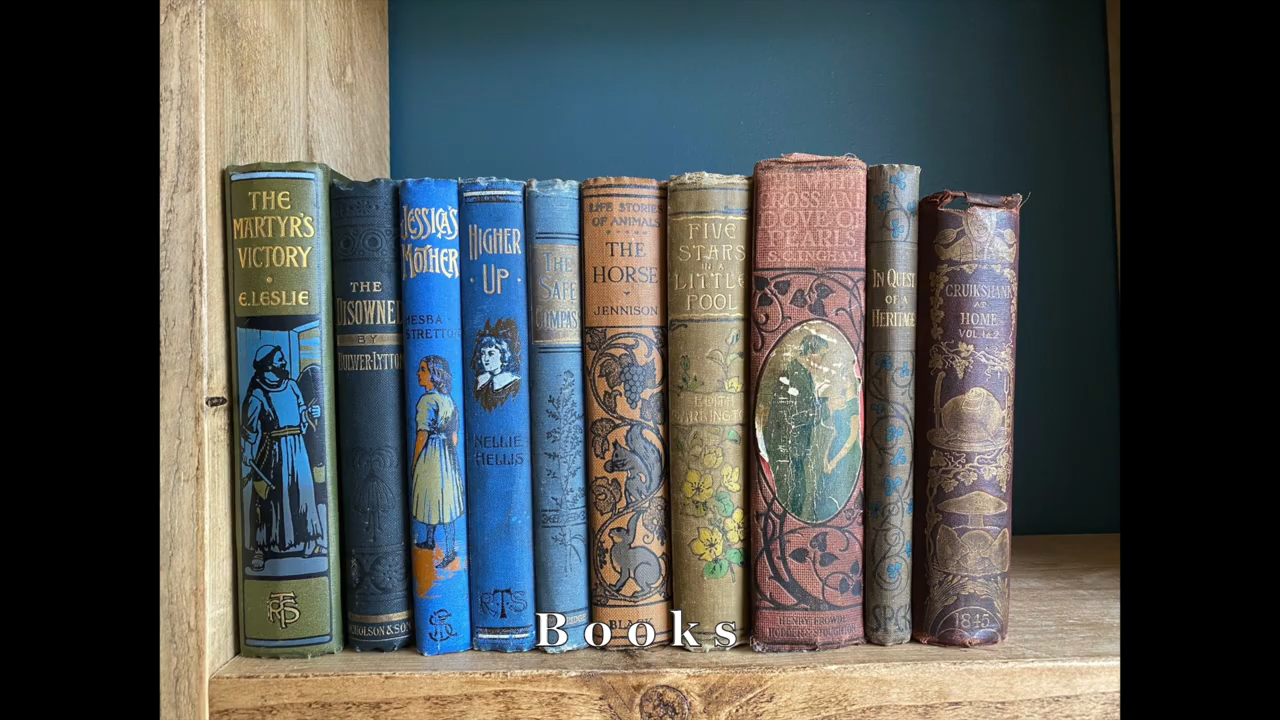 THE
MARTYR'S
VICTORY
E. LESLIE
RTS
THE
DISOWNED
BY
BULWER-LYTTON
NICHOLSON & SONS
JESSICA'S
MOTHER
HESBA
STRETTON
HIGHER
UP
NELLIE
HELLIS
RTS
THE
SAFE
COMPASS
LIFE STORIES
OF ANIMALS
THE
HORSE
JENNISON
BLACK
FIVE
STARS
IN A
LITTLE
POOL
EDITH
CARRINGTON
ROSS AND
DOVE OF
PEARLS
S. C. INGHAM
HENRY FROWDE
HODDER & STOUGHTON
IN QUEST
OF A
HERITAGE
SPCK
CRUIKSHANK
AT
HOME
VOL 1 & 2
1845
Books